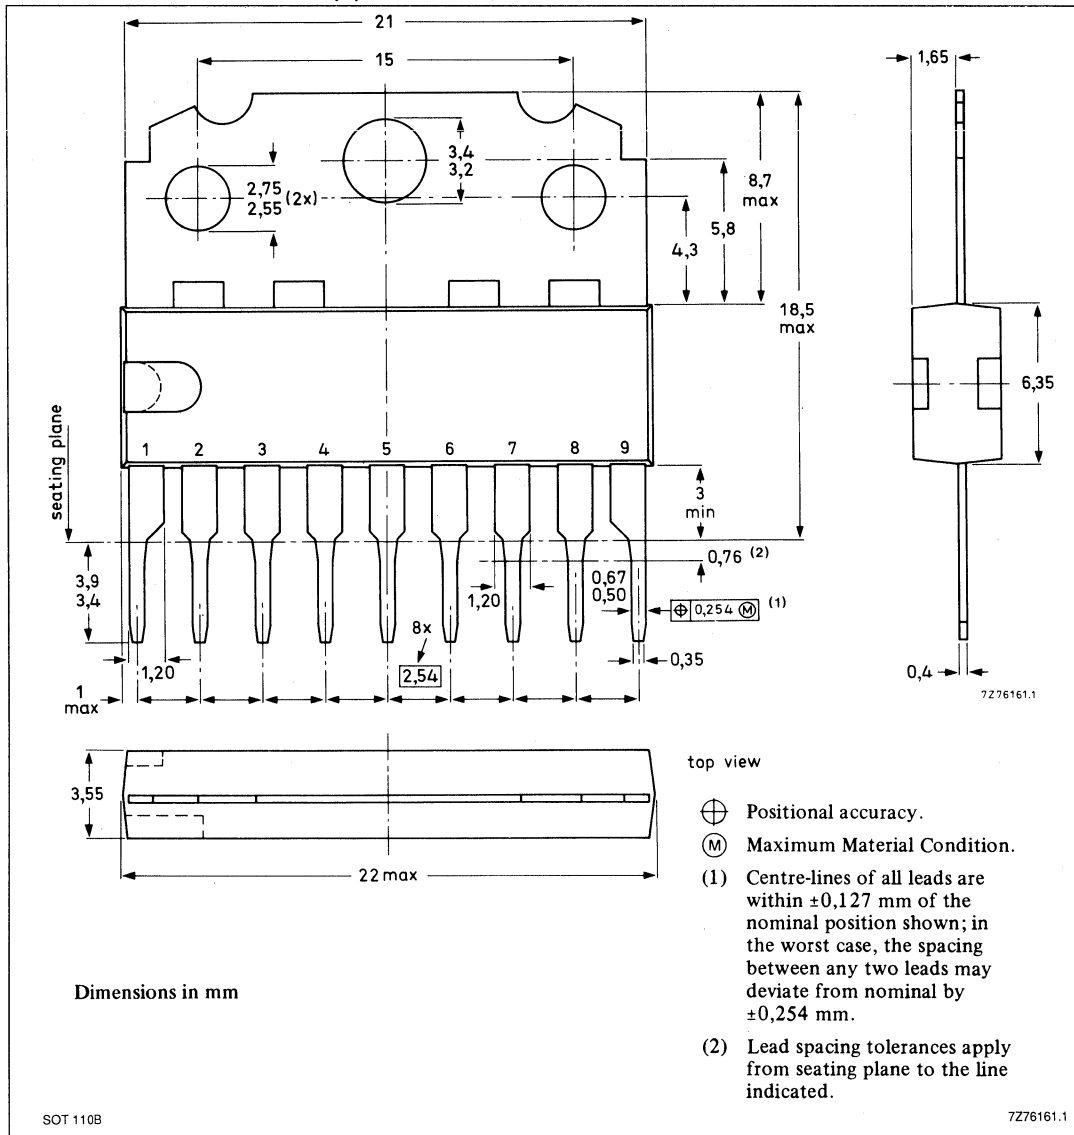 21
15
1,65
3,4
3,2
2,75
2,55 (2x)
8,7
max
5,8
4,3
18,5
max
6,35
seating plane
1 2 3 4 5 6 7 8 9
3
min
0,76 (2)
3,9
3,4
1,20
0,67
0,50
⌖ 0,254 Ⓜ (1)
8x
1,20
2,54
0,35
0,4
1
max
7Z76161.1
top view
3,55
22 max
⌖ Positional accuracy.
Ⓜ Maximum Material Condition.
(1) Centre-lines of all leads are
within ±0,127 mm of the
nominal position shown; in
the worst case, the spacing
between any two leads may
deviate from nominal by
±0,254 mm.
Dimensions in mm
(2) Lead spacing tolerances apply
from seating plane to the line
indicated.
SOT 110B
7Z76161.1